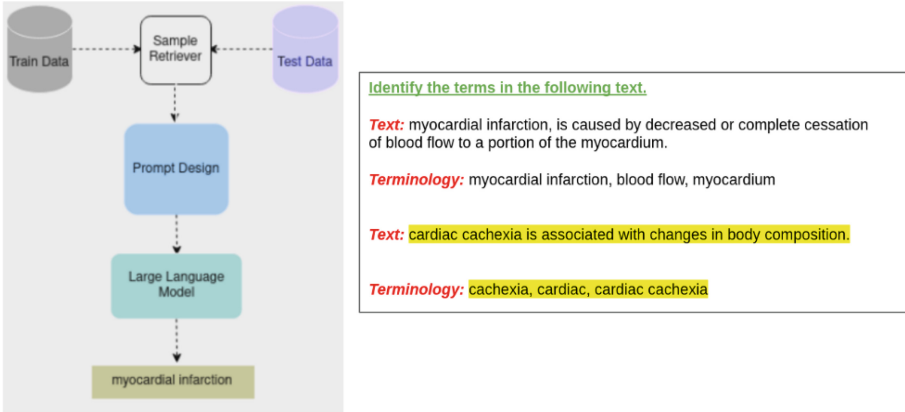 Train Data
Sample
Retriever
Test Data
Prompt Design
Large Language
Model
myocardial infarction
Identify the terms in the following text.
Text: myocardial infarction, is caused by decreased or complete cessation
of blood flow to a portion of the myocardium.
Terminology: myocardial infarction, blood flow, myocardium
Text: cardiac cachexia is associated with changes in body composition.
Terminology: cachexia, cardiac, cardiac cachexia